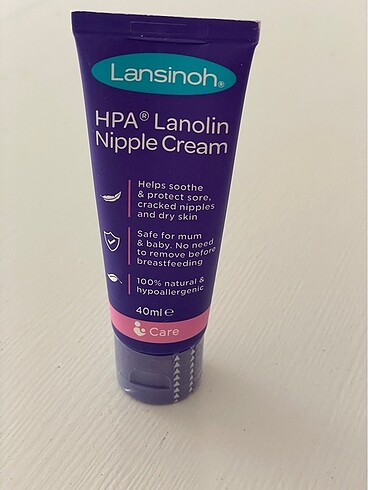 Lansinoh®
HPA® Lanolin
Nipple Cream
Helps soothe
& protect sore,
cracked nipples
and dry skin
Safe for mum
& baby. No need
to remove before
breastfeeding
100% natural &
hypoallergenic
40ml ℮
Care